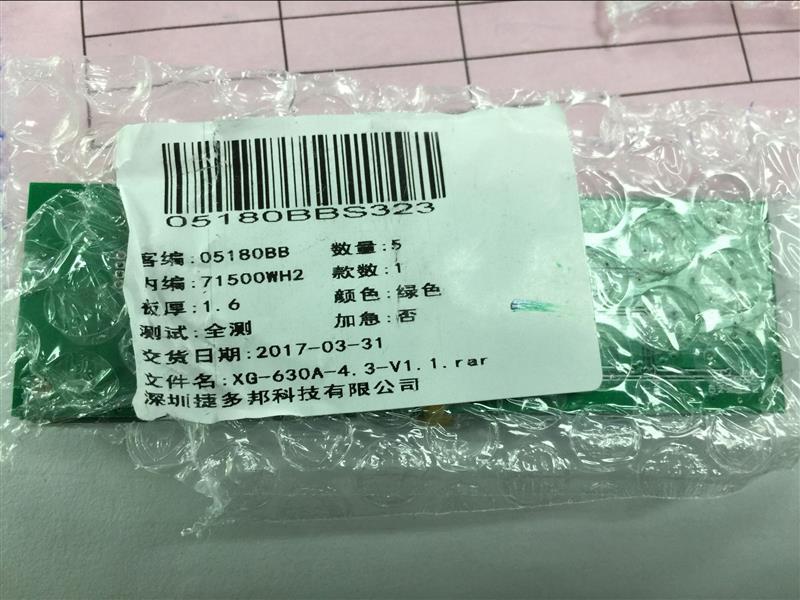 05180BBS323
客编:05180BB 数量:5
内编:71500WH2 款数:1
板厚:1.6 颜色:绿色
测试:全测 加急:否
交货日期:2017-03-31
文件名:XG-630A-4.3-V1.1.rar
深圳捷多邦科技有限公司